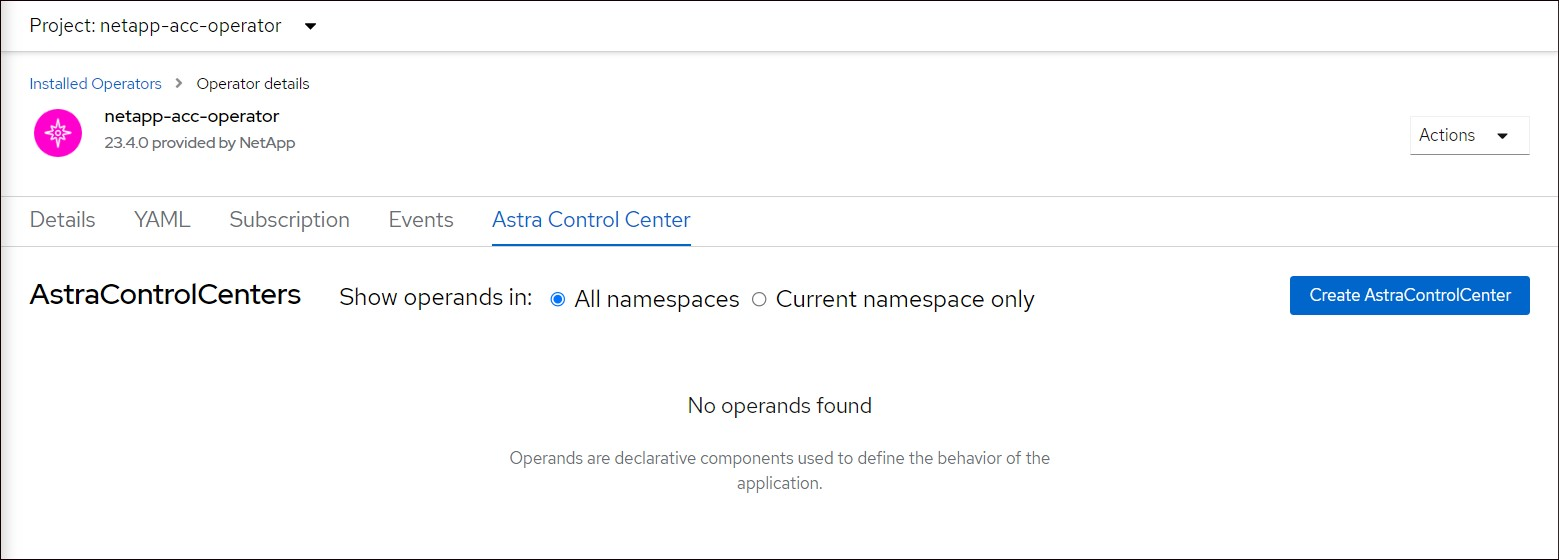 Project: netapp-acc-operator
Installed Operators
Operator details
netapp-acc-operator
23.4.0 provided by NetApp
Actions
Details
YAML
Subscription
Events
Astra Control Center
AstraControlCenters
Show operands in:
All namespaces
Current namespace only
Create AstraControlCenter
No operands found
Operands are declarative components used to define the behavior of the
application.